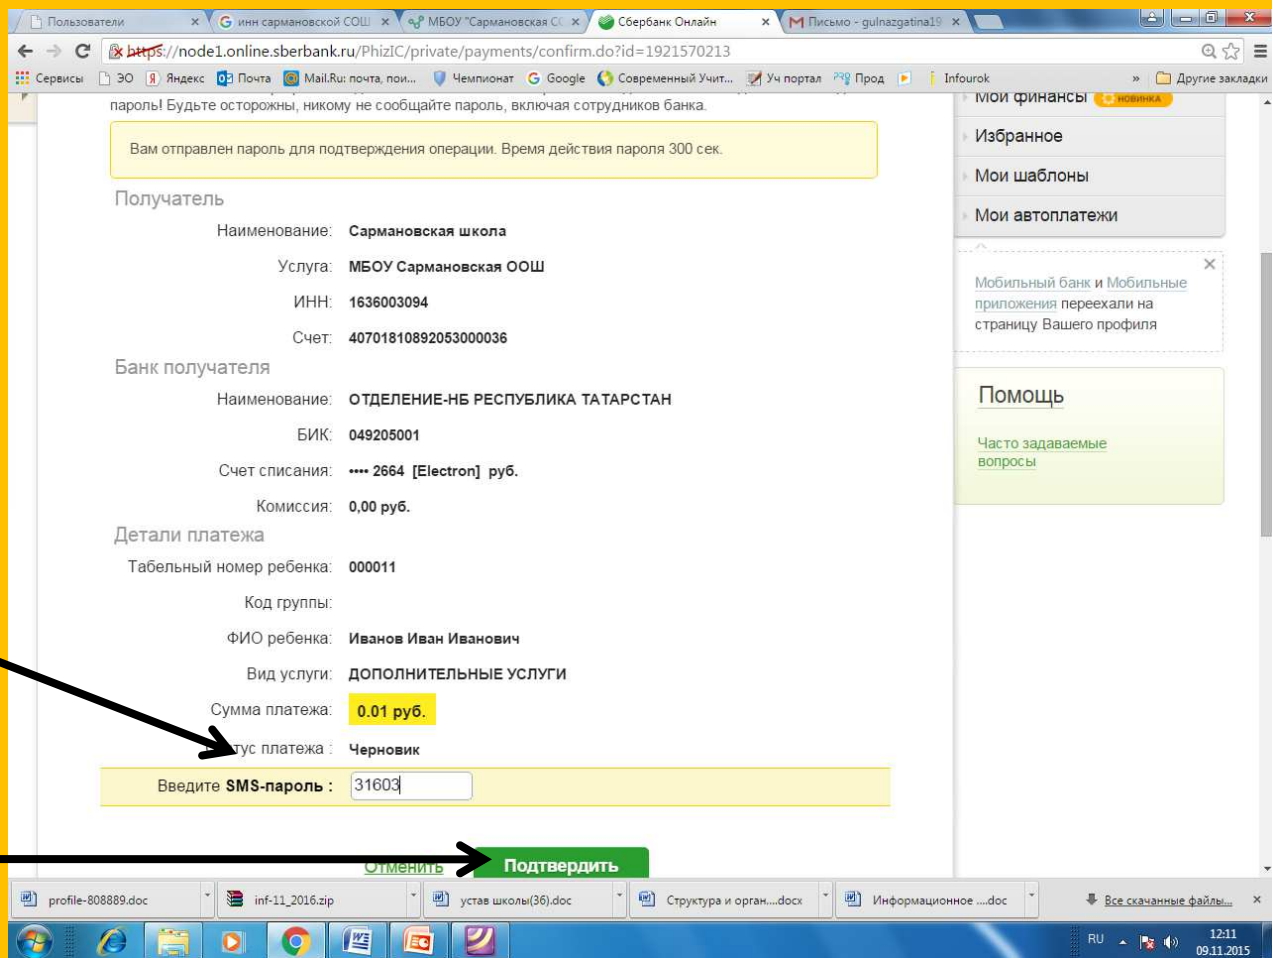 Пользователи
инн сармановской СОШ
МБОУ "Сармановская СО
Сбербанк Онлайн
Письмо - gulnazgatina19
https://node1.online.sberbank.ru/PhizIC/private/payments/confirm.do?id=1921570213
Сервисы ЭО Яндекс Почта Mail.Ru: почта, пои... Чемпионат Google Современный Учит... Уч портал Прод Infourok » Другие закладки
пароль! Будьте осторожны, никому не сообщайте пароль, включая сотрудников банка.
Вам отправлен пароль для подтверждения операции. Время действия пароля 300 сек.
Получатель
Наименование: Сармановская школа
Услуга: МБОУ Сармановская ООШ
ИНН: 1636003094
Счет: 40701810892053000036
Банк получателя
Наименование: ОТДЕЛЕНИЕ-НБ РЕСПУБЛИКА ТАТАРСТАН
БИК: 049205001
Счет списания: •••• 2664 [Electron] руб.
Комиссия: 0,00 руб.
Детали платежа
Табельный номер ребенка: 000011
Код группы:
ФИО ребенка: Иванов Иван Иванович
Вид услуги: ДОПОЛНИТЕЛЬНЫЕ УСЛУГИ
Сумма платежа: 0.01 руб.
платежа : Черновик
Введите SMS-пароль : 31603
Отменить Подтвердить
Мои финансы НОВИНКА
Избранное
Мои шаблоны
Мои автоплатежи
Мобильный банк и Мобильные
приложения переехали на
страницу Вашего профиля
Помощь
Часто задаваемые
вопросы
profile-808889.doc inf-11_2016.zip устав школы(36).doc Структура и орган....docx Информационное ....doc Все скачанные файлы...
RU 12:11
09.11.2015